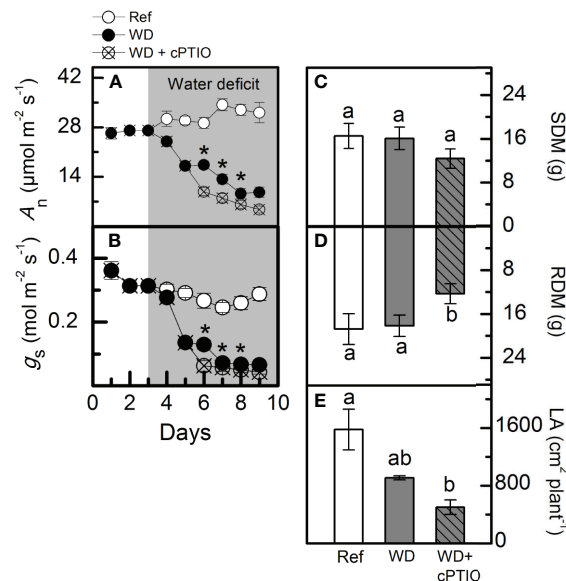 Ref
WD
WD + cPTIO
A
Water deficit
42
28
14
* * *
Aₙ (μmol m⁻² s⁻¹)
B
0.4
0.2
* * *
gₛ (mol m⁻² s⁻¹)
0 2 4 6 8 10
Days
C
a a a
24
16
8
0
SDM (g)
D
8
16
24
a a b
RDM (g)
E
a ab b
1600
800
0
LA (cm² plant⁻¹)
Ref WD WD+
cPTIO